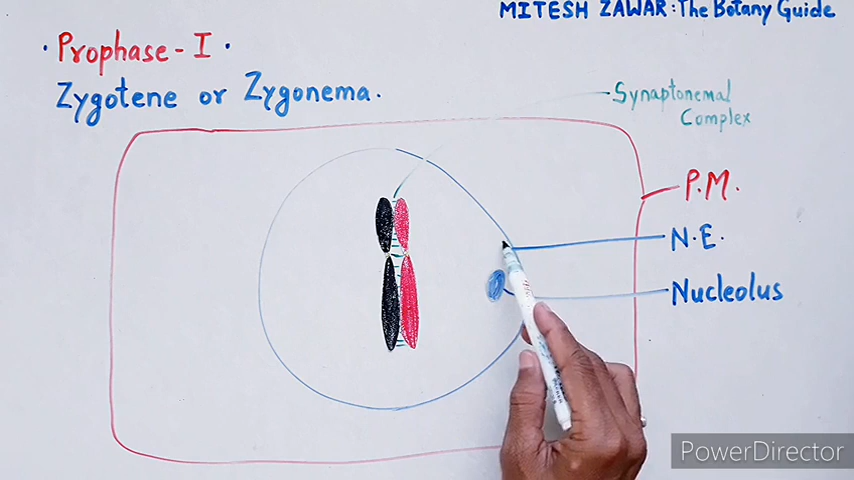 MITESH ZAWAR : The Botany Guide
· Prophase - I ·
Zygotene or Zygonema.
Synaptonemal
Complex
P.M.
N.E.
Nucleolus
PowerDirector